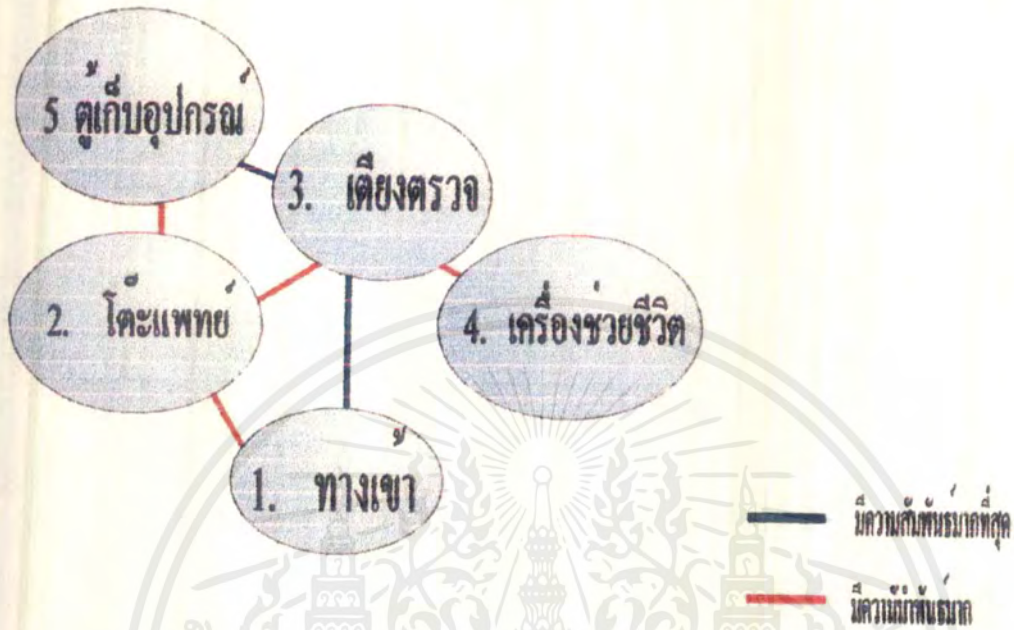 5 ตู้เก็บอุปกรณ์
3. เตียงตรวจ
2. โต๊ะแพทย์
4. เครื่องช่วยชีวิต
1. ทางเข้า
มีความสัมพันธ์มากที่สุด
มีความสัมพันธ์มาก